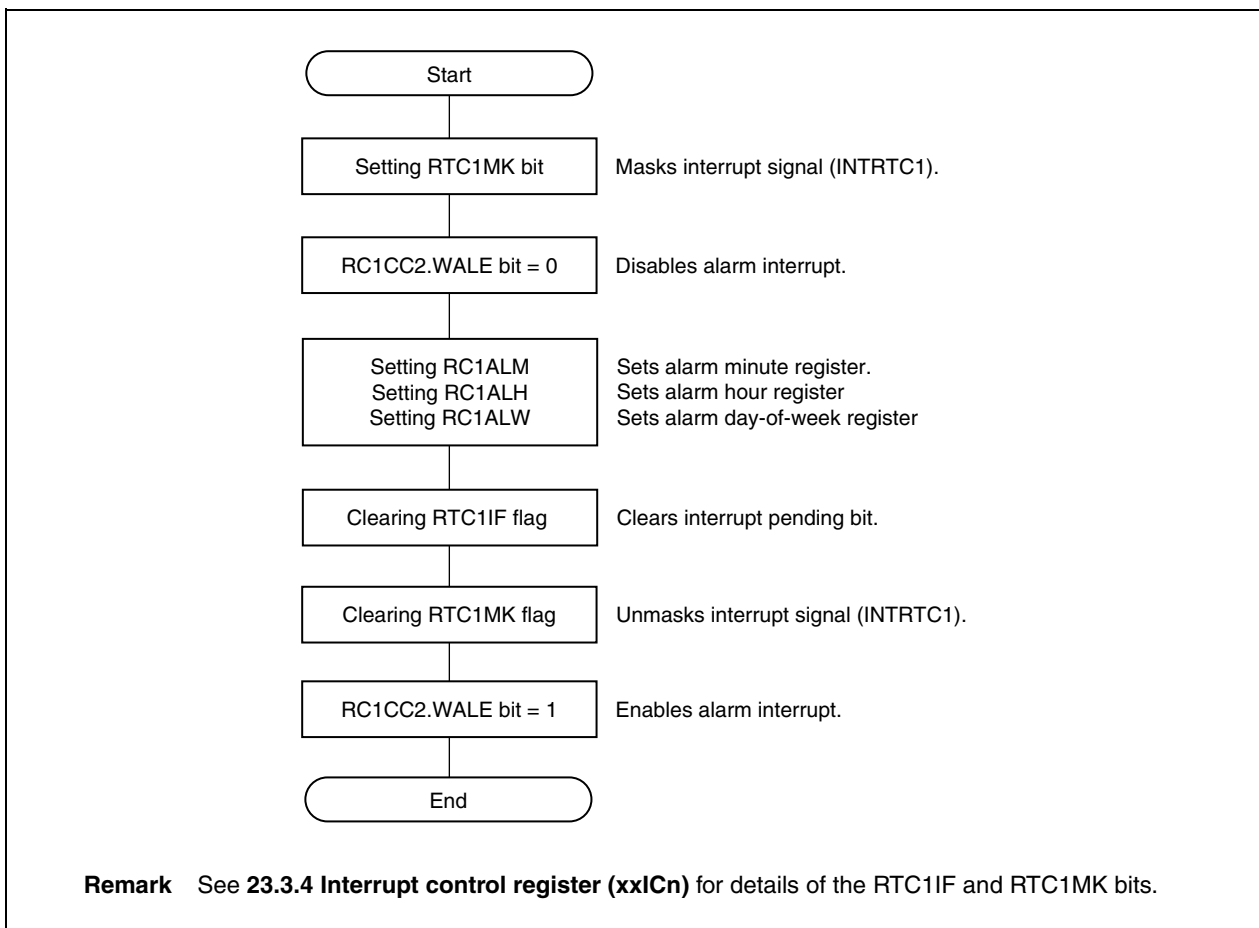 Start
Setting RTC1MK bit Masks interrupt signal (INTRTC1).
RC1CC2.WALE bit = 0 Disables alarm interrupt.
Setting RC1ALM Sets alarm minute register.
Setting RC1ALH Sets alarm hour register
Setting RC1ALW Sets alarm day-of-week register
Clearing RTC1IF flag Clears interrupt pending bit.
Clearing RTC1MK flag Unmasks interrupt signal (INTRTC1).
RC1CC2.WALE bit = 1 Enables alarm interrupt.
End
Remark See 23.3.4 Interrupt control register (xxICn) for details of the RTC1IF and RTC1MK bits.